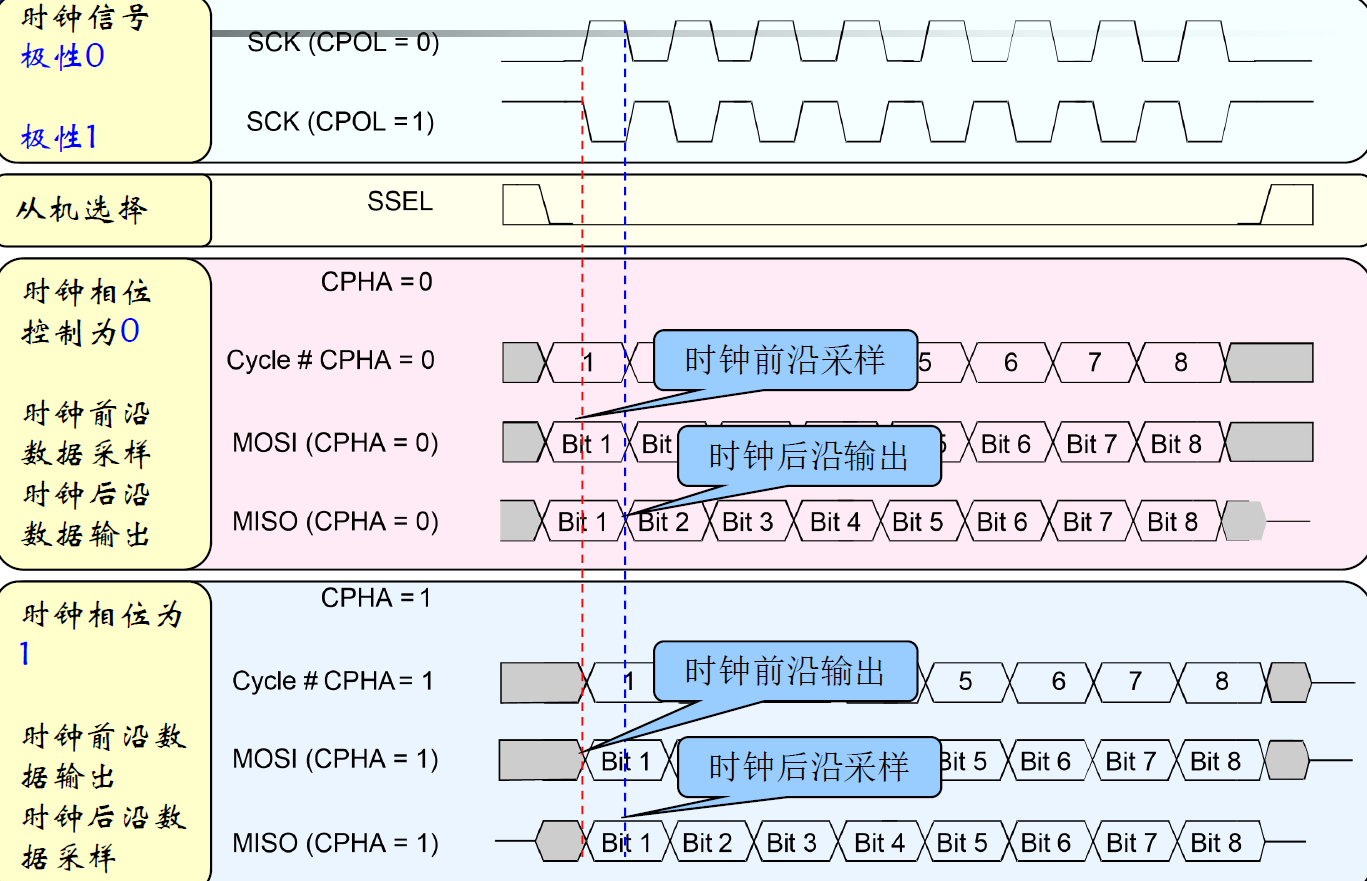 时钟信号
极性0
极性1
SCK (CPOL = 0)
SCK (CPOL =1)
从机选择
SSEL
时钟相位
控制为0
时钟前沿
数据采样
时钟后沿
数据输出
CPHA =0
Cycle # CPHA = 0
1
时钟前沿采样
5
6
7
8
MOSI (CPHA = 0)
Bit 1
Bit
时钟后沿输出
Bit 6
Bit 7
Bit 8
MISO (CPHA = 0)
Bit 1
Bit 2
Bit 3
Bit 4
Bit 5
Bit 6
Bit 7
Bit 8
时钟相位为
1
时钟前沿数
据输出
时钟后沿数
据采样
CPHA =1
Cycle # CPHA= 1
1
时钟前沿输出
5
6
7
8
MOSI (CPHA = 1)
Bit 1
时钟后沿采样
Bit 5
Bit 6
Bit 7
Bit 8
MISO (CPHA = 1)
Bit 1
Bit 2
Bit 3
Bit 4
Bit 5
Bit 6
Bit 7
Bit 8